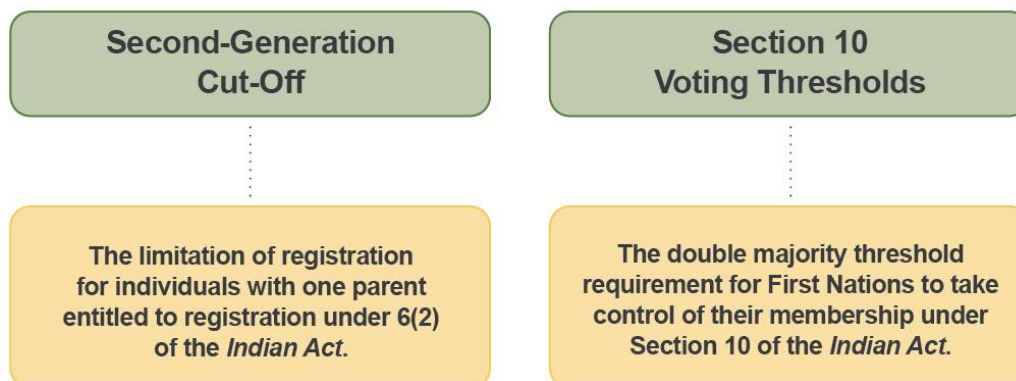 Second-Generation
Cut-Off
The limitation of registration
for individuals with one parent
entitled to registration under 6(2)
of the Indian Act.
Section 10
Voting Thresholds
The double majority threshold
requirement for First Nations to take
control of their membership under
Section 10 of the Indian Act.